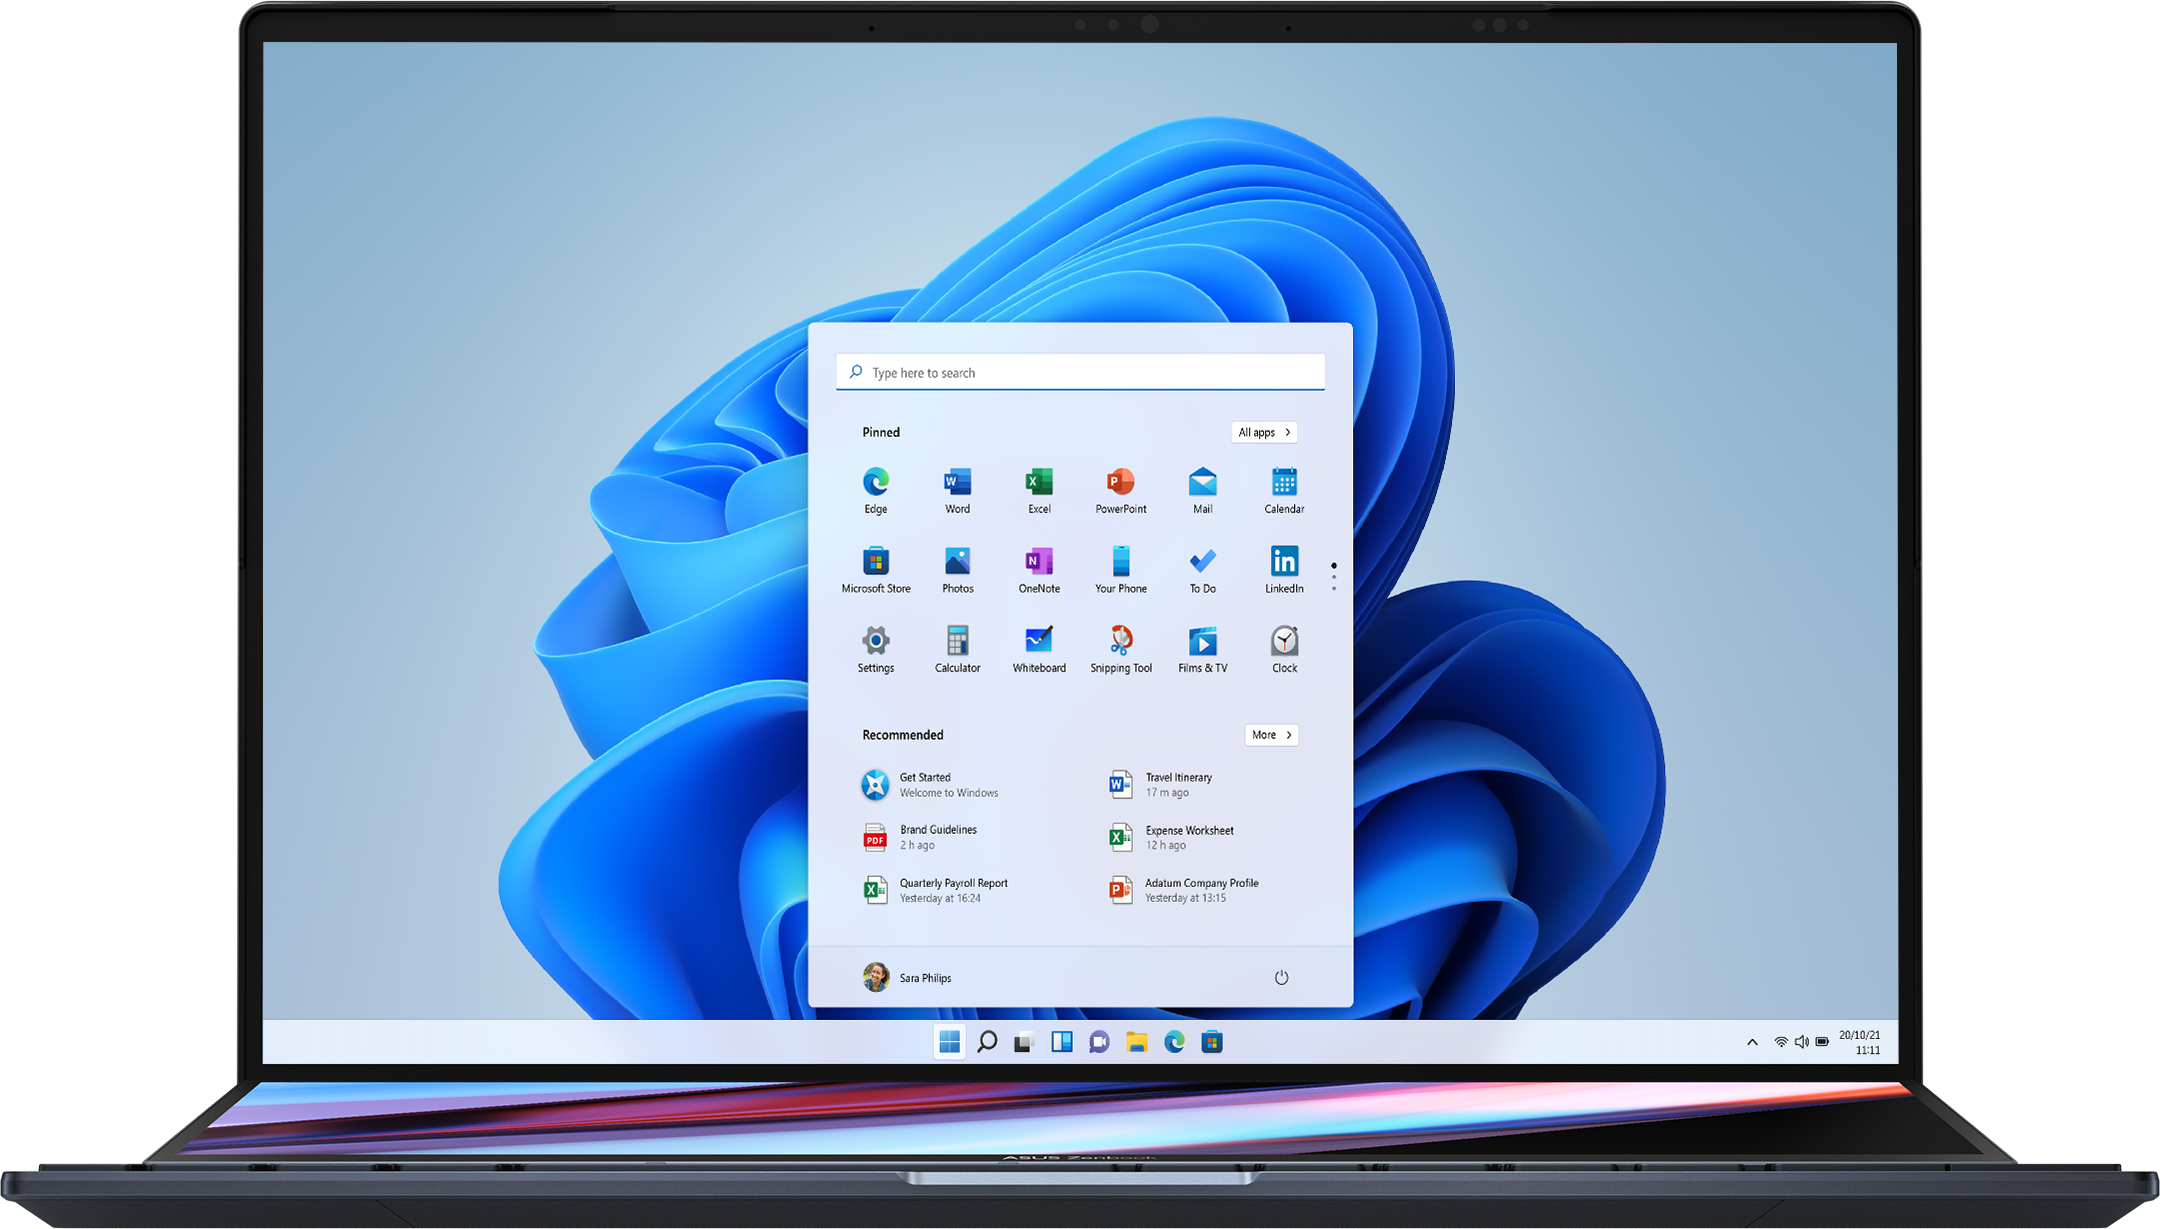 Type here to search
Pinned
All apps
Edge
Word
Excel
PowerPoint
Mail
Calendar
Microsoft Store
Photos
OneNote
Your Phone
To Do
LinkedIn
Settings
Calculator
Whiteboard
Snipping Tool
Films & TV
Clock
Recommended
More
Get Started
Welcome to Windows
Travel Itinerary
17 m ago
Brand Guidelines
2 h ago
Expense Worksheet
12 h ago
Quarterly Payroll Report
Yesterday at 16:24
Adatum Company Profile
Yesterday at 13:15
Sara Philips
20/10/21
11:11
ASUS Zenbook